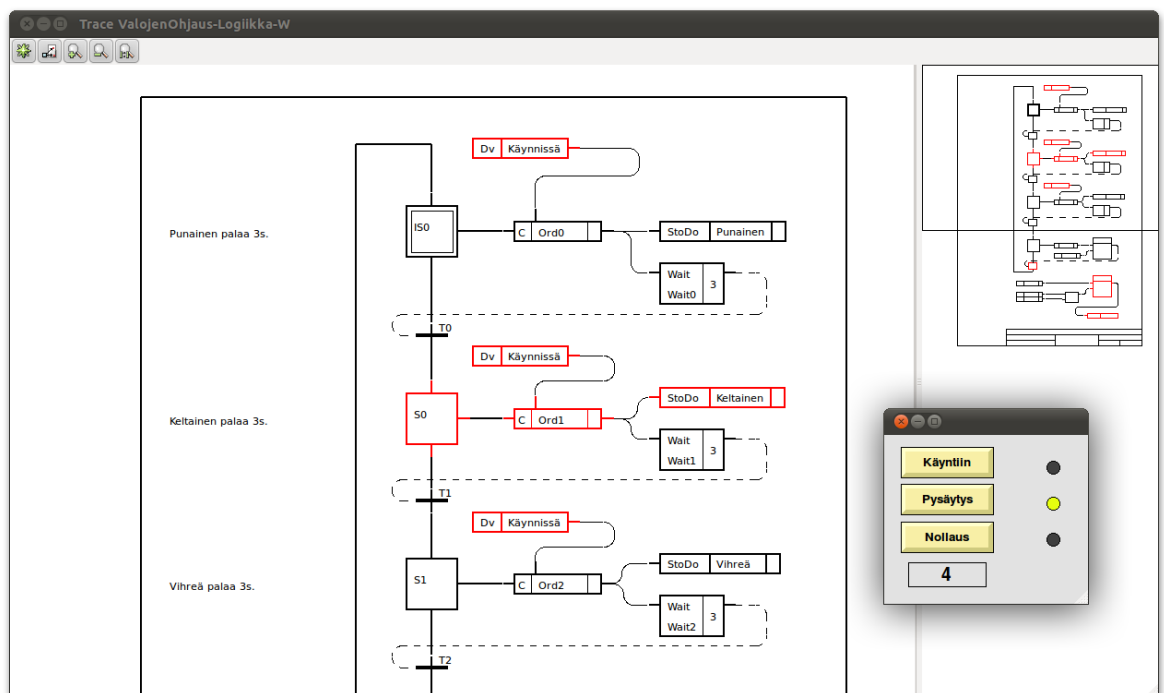 Trace ValojenOhjaus-Logiikka-W
Dv Käynnissä
IS0
Punainen palaa 3s.
C Ord0
StoDo Punainen
Wait
3
Wait0
T0
Dv Käynnissä
StoDo Keltainen
S0
C Ord1
Keltainen palaa 3s.
Wait
3
Wait1
T1
Dv Käynnissä
StoDo Vihreä
S1
C Ord2
Vihreä palaa 3s.
Wait
3
Wait2
T2
Käyntiin
Pysäytys
Nollaus
4